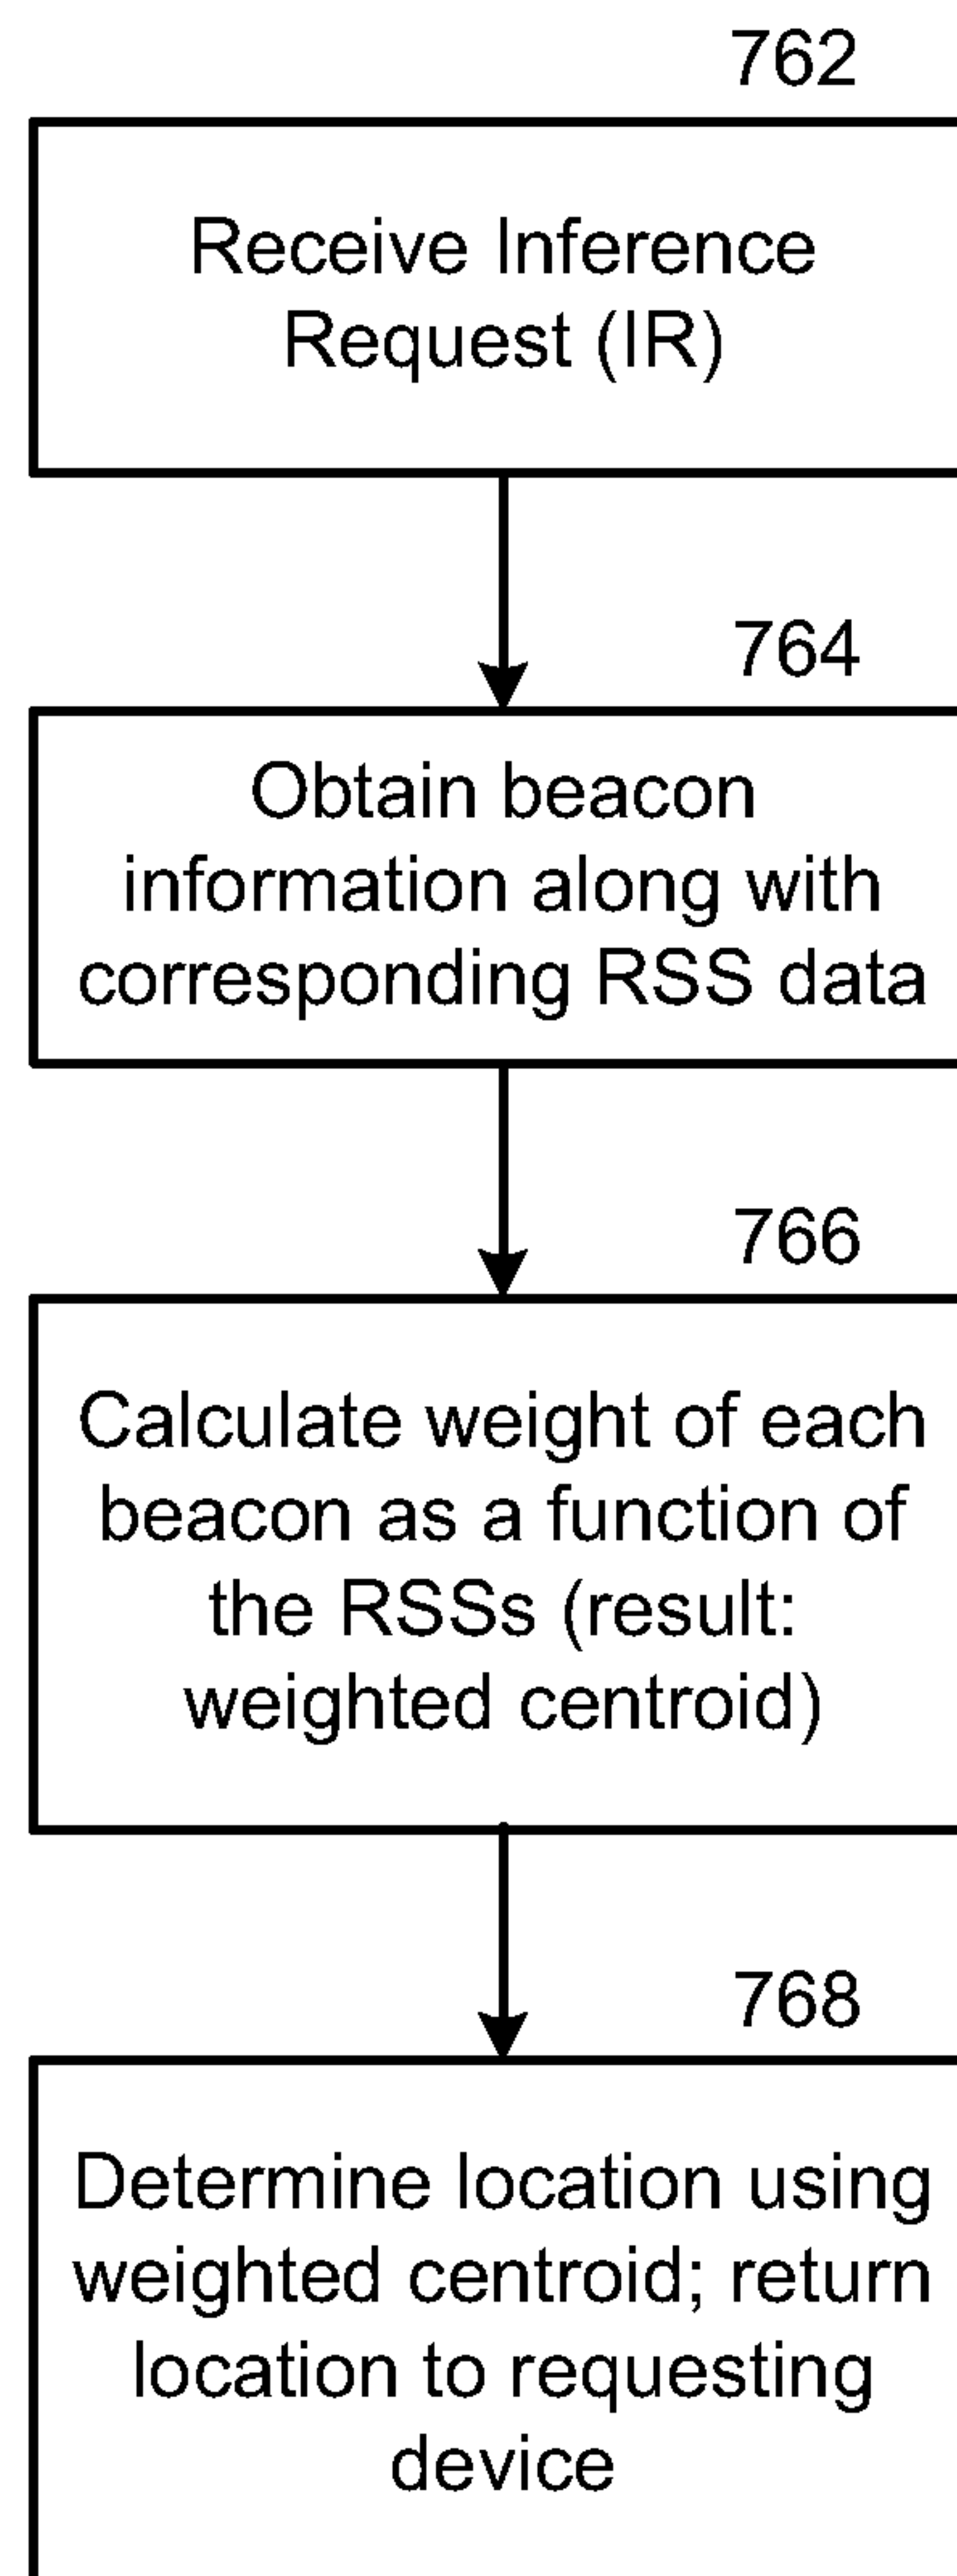 762
Receive Inference
Request (IR)
764
Obtain beacon
information along with
corresponding RSS data
766
Calculate weight of each
beacon as a function of
the RSSs (result:
weighted centroid)
768
Determine location using
weighted centroid; return
location to requesting
device